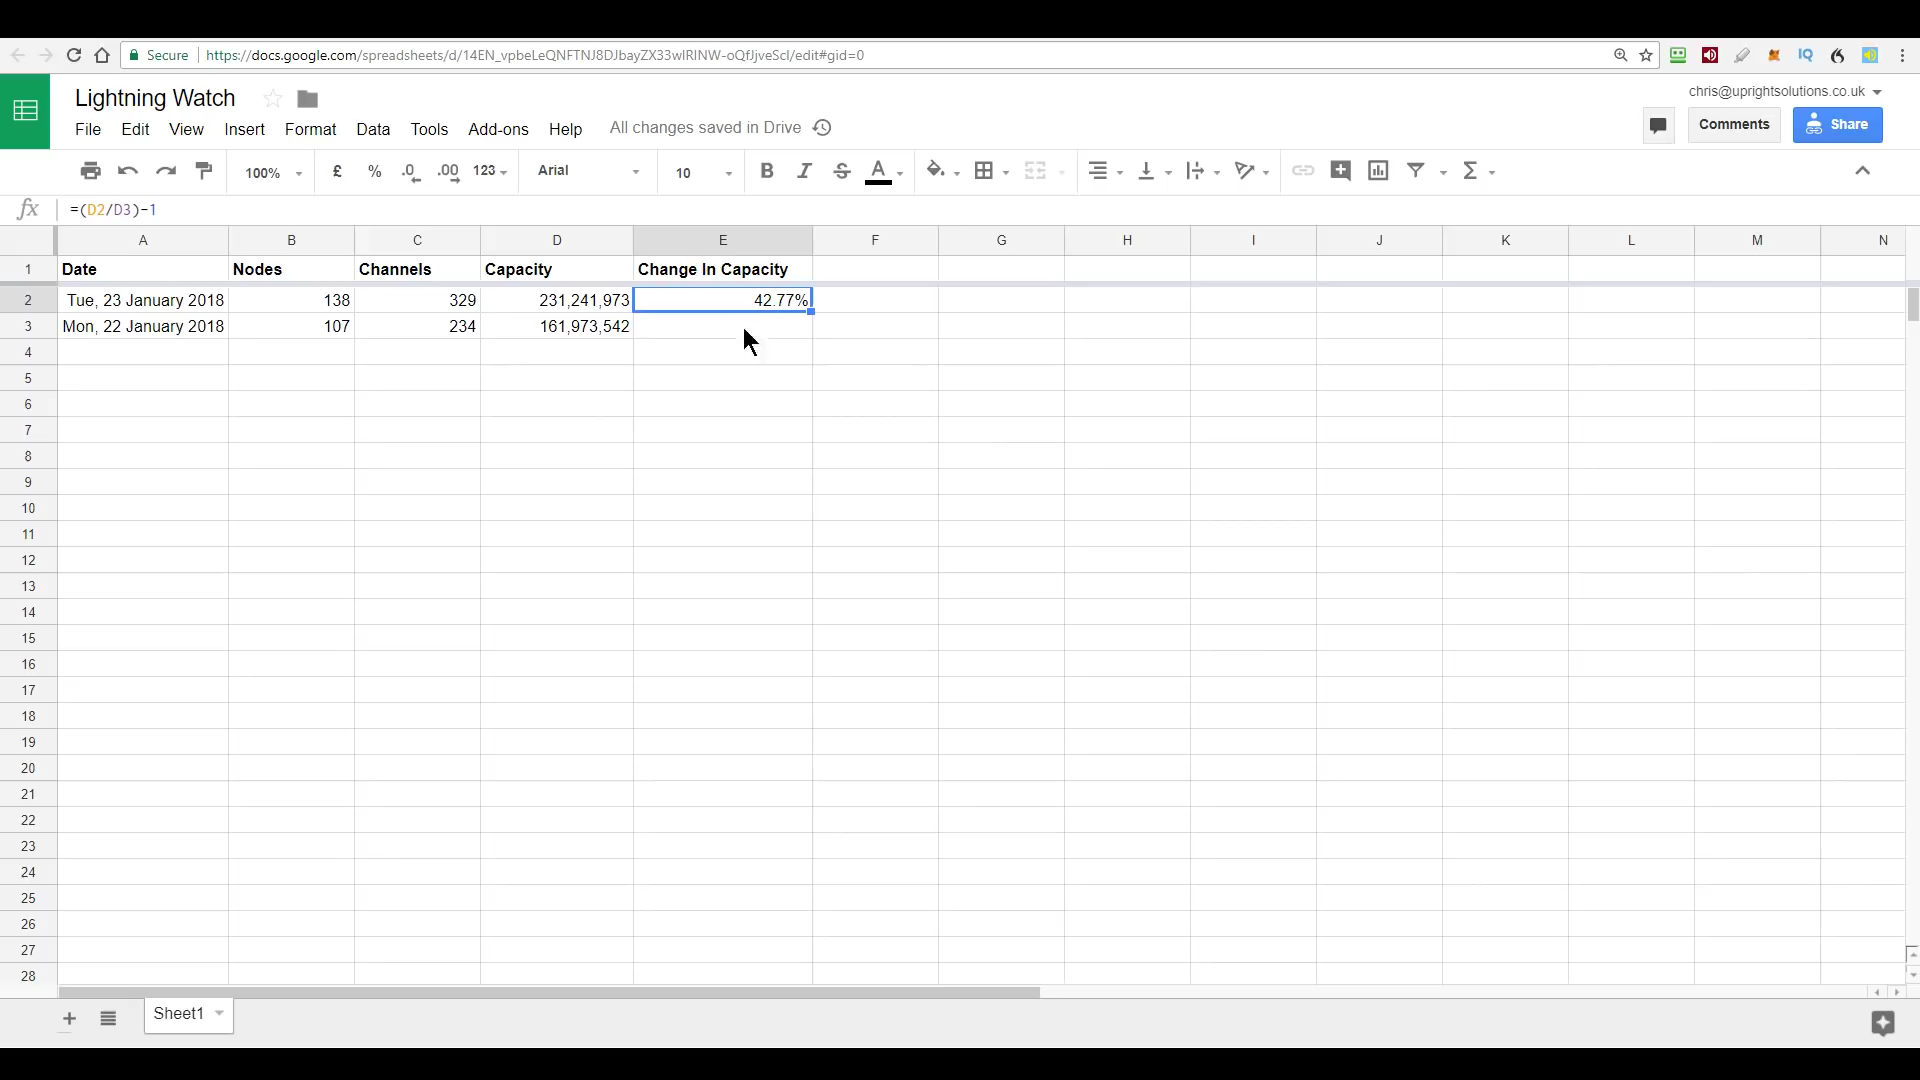 Secure https://docs.google.com/spreadsheets/d/14EN_vpbeLeQNFTNJ8DJbayZX33wlRlNW-oQfJjveScI/edit#gid=0
Lightning Watch
chris@uprightsolutions.co.uk
File Edit View Insert Format Data Tools Add-ons Help All changes saved in Drive
Comments Share
100% £ % .0 .00 123 Arial 10 B I S A Σ
fx =(D2/D3)-1
A B C D E F G H I J K L M N
1 Date Nodes Channels Capacity Change In Capacity
2 Tue, 23 January 2018 138 329 231,241,973 42.77%
3 Mon, 22 January 2018 107 234 161,973,542
4
5
6
7
8
9
10
11
12
13
14
15
16
17
18
19
20
21
22
23
24
25
26
27
28
+ Sheet1